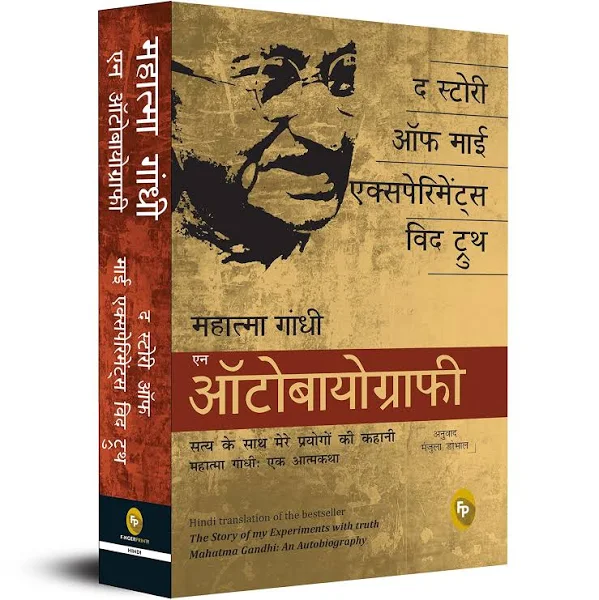 महात्मा गांधी
एन ऑटोबायोग्राफी
द स्टोरी ऑफ
माई एक्सपेरिमेंट्स विद ट्रुथ
FP
FINGERPRINT!
HINDI
द स्टोरी
ऑफ माई
एक्सपेरिमेंट्स
विद ट्रुथ
महात्मा गांधी
एन
ऑटोबायोग्राफी
सत्य के साथ मेरे प्रयोगों की कहानी
महात्मा गांधी: एक आत्मकथा
अनुवाद
मंजुला डोभाल
FP
Hindi translation of the bestseller
The Story of my Experiments with truth
Mahatma Gandhi: An Autobiography